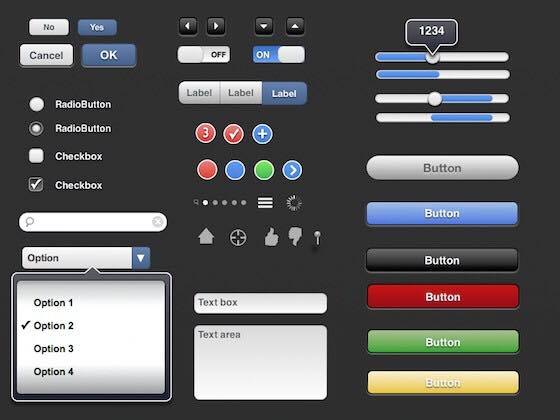 No
Yes
Cancel
OK
RadioButton
RadioButton
Checkbox
Checkbox
Option
Option 1
Option 2
Option 3
Option 4
OFF
ON
Label
Label
Label
3
Text box
Text area
1234
Button
Button
Button
Button
Button
Button